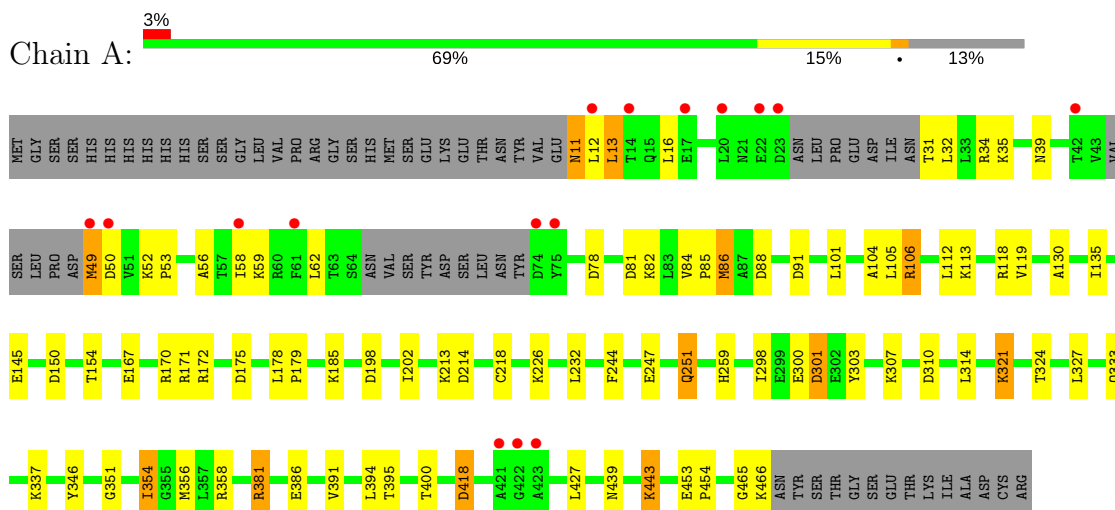 3%
Chain A:
69% 15% • 13%
MET GLY SER SER HIS HIS HIS HIS HIS HIS SER SER GLY LEU VAL PRO ARG GLY SER HIS MET SER GLU LYS GLU THR ASN TYR VAL GLU N11 L12 L13 T14 Q15 L16 E17 L20 N21 E22 D23 ASN LEU PRO GLU ASP ILE ASN T31 L32 L33 R34 K35 N39 T42 V43 VAL
SER LEU PRO ASP M49 D50 V51 K52 P53 A56 T57 I58 K59 R60 F61 L62 T63 S64 ASN VAL SER TYR ASP SER LEU ASN TYR D74 Y75 D78 D81 K82 L83 V84 P85 M86 A87 D88 D91 L101 A104 L105 R106 L112 K113 R118 V119 A130 I135
E145 D150 T154 E167 R170 R171 R172 D175 L178 P179 K185 D198 I202 K213 D214 C218 K226 L232 F244 E247 Q251 H259 I298 E299 E300 D301 E302 Y303 K307 D310 L314 K321 T324 L327
K337 Y346 G351 I354 G355 M356 L357 R358 R381 E386 V391 L394 T395 T400 D418 A421 G422 A423 L427 N439 K443 E453 P454 G465 K466 ASN TYR SER THR GLY SER GLU THR LYS ILE ALA ASP CYS ARG